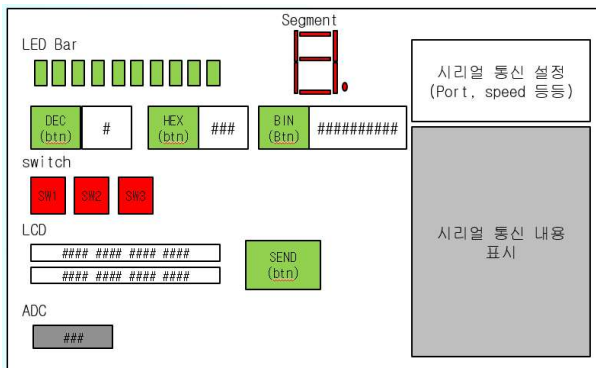 Segment
LED Bar
시리얼 통신 설정
(Port, speed 등등)
DEC
(btn)
#
HEX
(btn)
###
BIN
(Btn)
##########
switch
SW1
SW2
SW3
LCD
#### #### #### ####
#### #### #### ####
SEND
(btn)
시리얼 통신 내용
표시
ADC
###